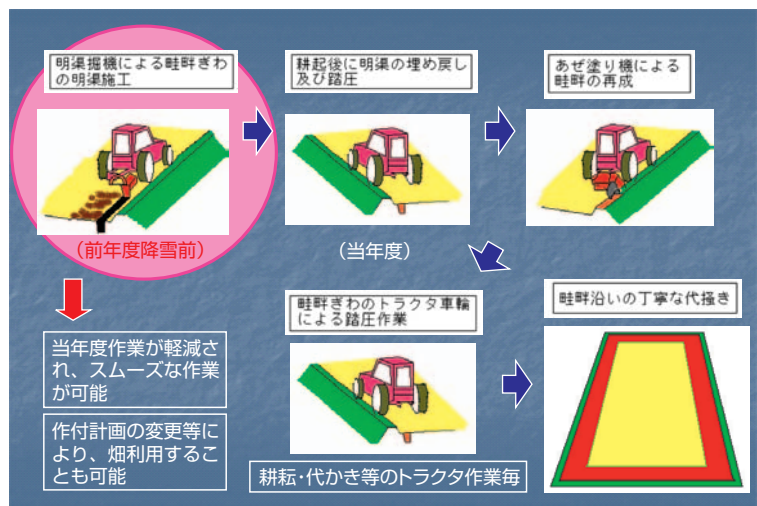 明渠掘機による畦畔ぎわ
の明渠施工
耕起後に明渠の埋め戻し
及び踏圧
あぜ塗り機による
畦畔の再成
(前年度降雪前)
(当年度)
畦畔ぎわのトラクタ車輪
による踏圧作業
畦畔沿いの丁寧な代掻き
当年度作業が軽減さ
れ、スムーズな作業
が可能
作付計画の変更等に
より、畑利用するこ
とも可能
耕耘・代かき等のトラクタ作業毎